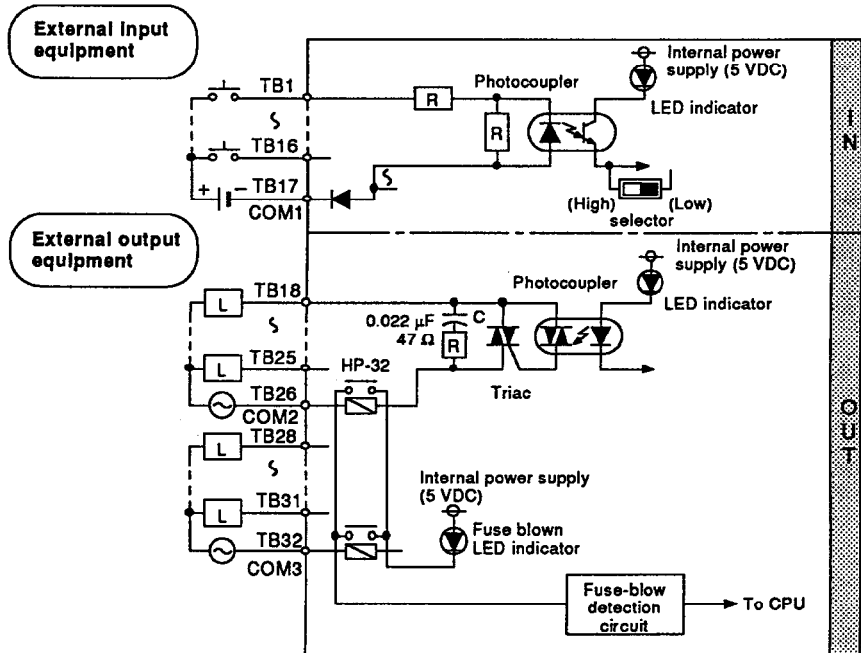 External input
equipment
TB1
TB16
TB17
COM1
+
−
R
R
Photocoupler
Internal power
supply (5 VDC)
LED indicator
(High)
(Low)
selector
IN
External output
equipment
L
TB18
L
TB25
TB26
COM2
L
TB28
L
TB31
TB32
COM3
HP-32
0.022 μF
C
47 Ω
R
Triac
Photocoupler
Internal power
supply (5 VDC)
LED indicator
OUT
Internal power supply
(5 VDC)
Fuse blown
LED indicator
Fuse-blow
detection
circuit
To CPU